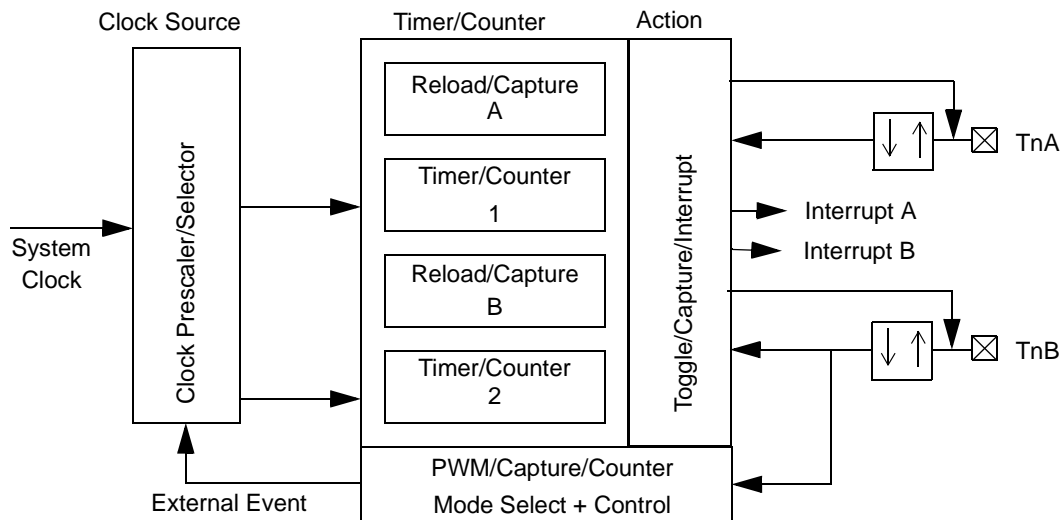 Clock Source
Timer/Counter
Action
Reload/Capture
A
TnA
Timer/Counter
1
Clock Prescaler/Selector
Toggle/Capture/Interrupt
Interrupt A
System
Clock
Interrupt B
Reload/Capture
B
TnB
Timer/Counter
2
PWM/Capture/Counter
Mode Select + Control
External Event